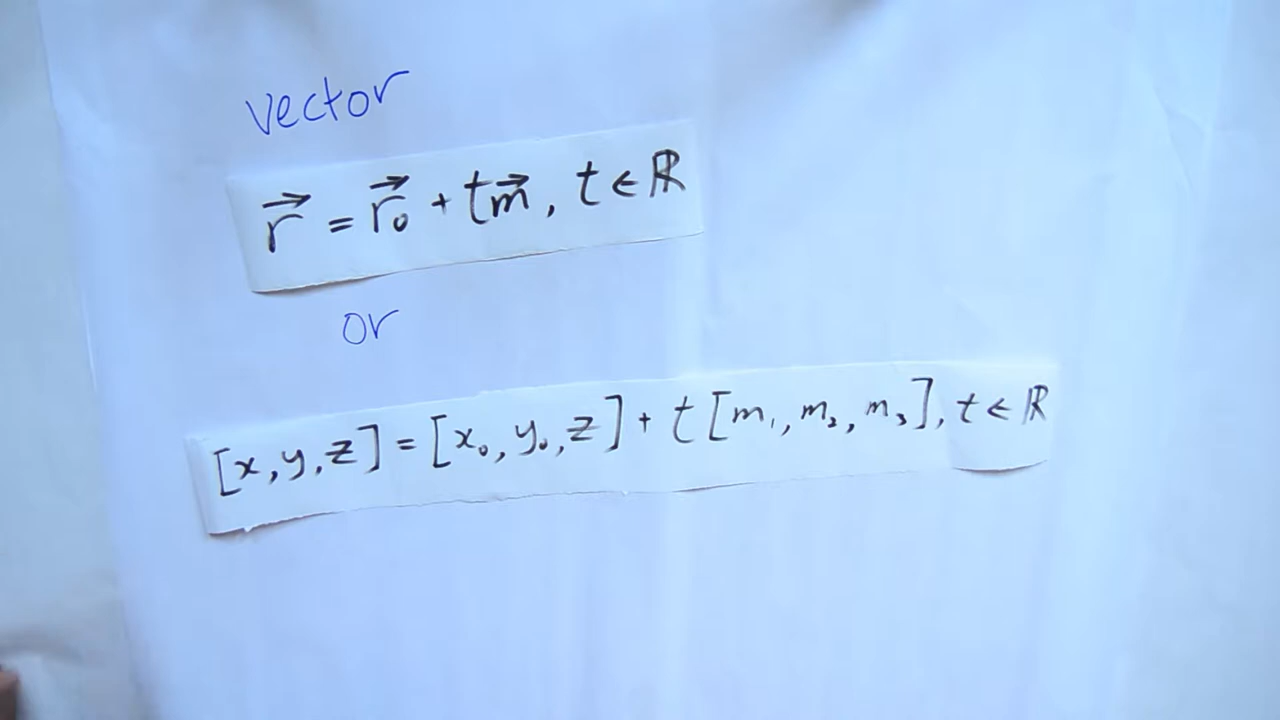 vector
r⃗ = r⃗₀ + tm⃗, t ∈ ℝ
or
[x, y, z] = [x₀, y₀, z] + t [m₁, m₂, m₃], t ∈ ℝ